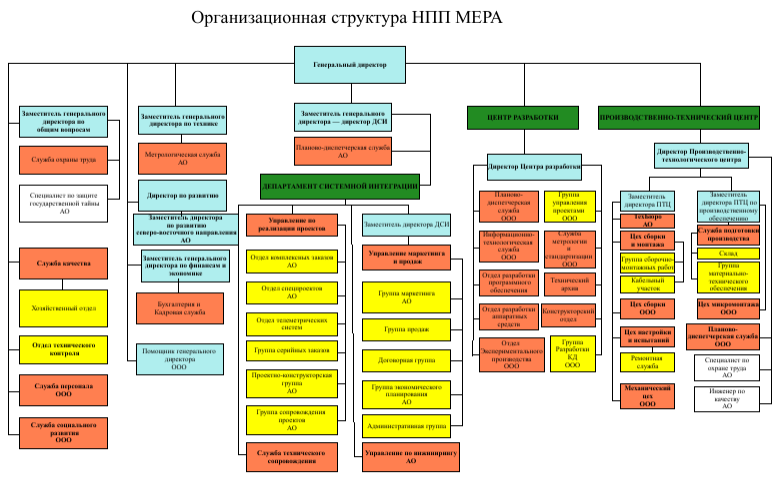 Организационная структура НПП МЕРА
Генеральный директор
Заместитель генерального
директора по
общим вопросам
Служба охраны труда
Специалист по защите
государственной тайны
АО
Служба качества
Хозяйственный отдел
Отдел технического
контроля
Служба персонала
ООО
Служба социального
развития
ООО
Заместитель генерального
директора по технике
Метрологическая служба
АО
Директор по развитию
Заместитель директора
по развитию
северо-восточного направления
АО
Заместитель генерального
директора по финансам и
экономике
Бухгалтерия и
Кадровая служба
Помощник генерального
директора
ООО
Заместитель генерального
директора — директор ДСИ
Планово-диспетчерская служба
АО
ДЕПАРТАМЕНТ СИСТЕМНОЙ ИНТЕГРАЦИИ
Управление по
реализации проектов
Отдел комплексных заказов
АО
Отдел спецпроектов
АО
Отдел телеметрических
систем
Группа серийных заказов
Проектно-конструкторская
группа
АО
Группа сопровождения
проектов
АО
Служба технического
сопровождения
Заместитель директора ДСИ
Управление маркетинга
и продаж
Группа маркетинга
АО
Группа продаж
Договорная группа
Группа экономического
планирования
АО
Административная группа
Управление по инжинирингу
АО
ЦЕНТР РАЗРАБОТКИ
Директор Центра разработки
Планово-
диспетчерская
служба
ООО
Информационно-
технологическая
служба
ООО
Отдел разработки
программного
обеспечения
Отдел разработки
аппаратных
средств
Отдел
Экспериментального
производства
ООО
Группа
управления
проектами
ООО
Служба
метрологии
и
стандартизации
ООО
Технический
архив
Конструкторский
отдел
Группа
Разработки
КД
ООО
ПРОИЗВОДСТВЕННО-ТЕХНИЧЕСКИЙ ЦЕНТР
Директор Производственно-
технологического центра
Заместитель
директора ПТЦ
Техбюро
АО
Цех сборки
и монтажа
Группа сборочно-
монтажных работ
Кабельный
участок
Цех сборки
ООО
Цех настройки
и испытаний
Ремонтная
служба
Механический
цех
ООО
Заместитель
директора ПТЦ по
производственному
обеспечению
Служба подготовки
производства
Склад
Группа
материально-
технического
обеспечения
Цех микромонтажа
ООО
Планово-
диспетчерская служба
ООО
Специалист по
охране труда
АО
Инженер по
качеству
АО